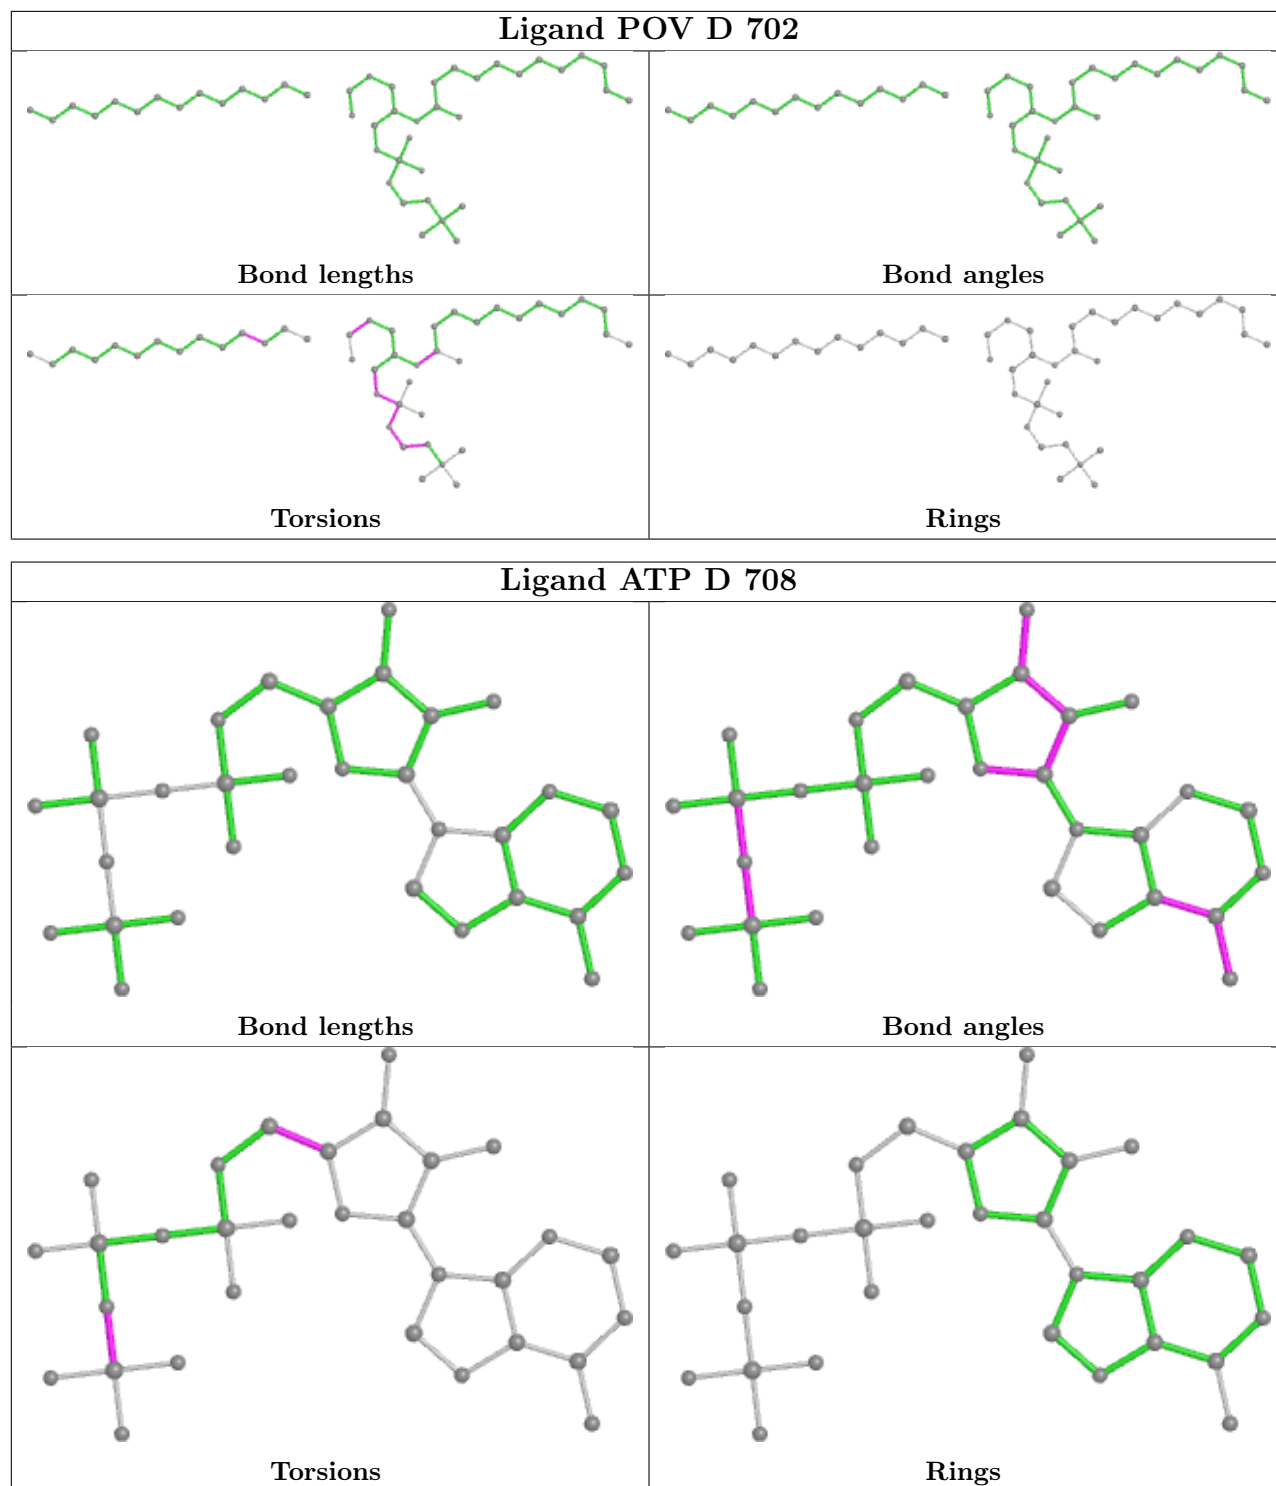 Ligand POV D 702
Bond lengths
Bond angles
Torsions
Rings
Ligand ATP D 708
Bond lengths
Bond angles
Torsions
Rings